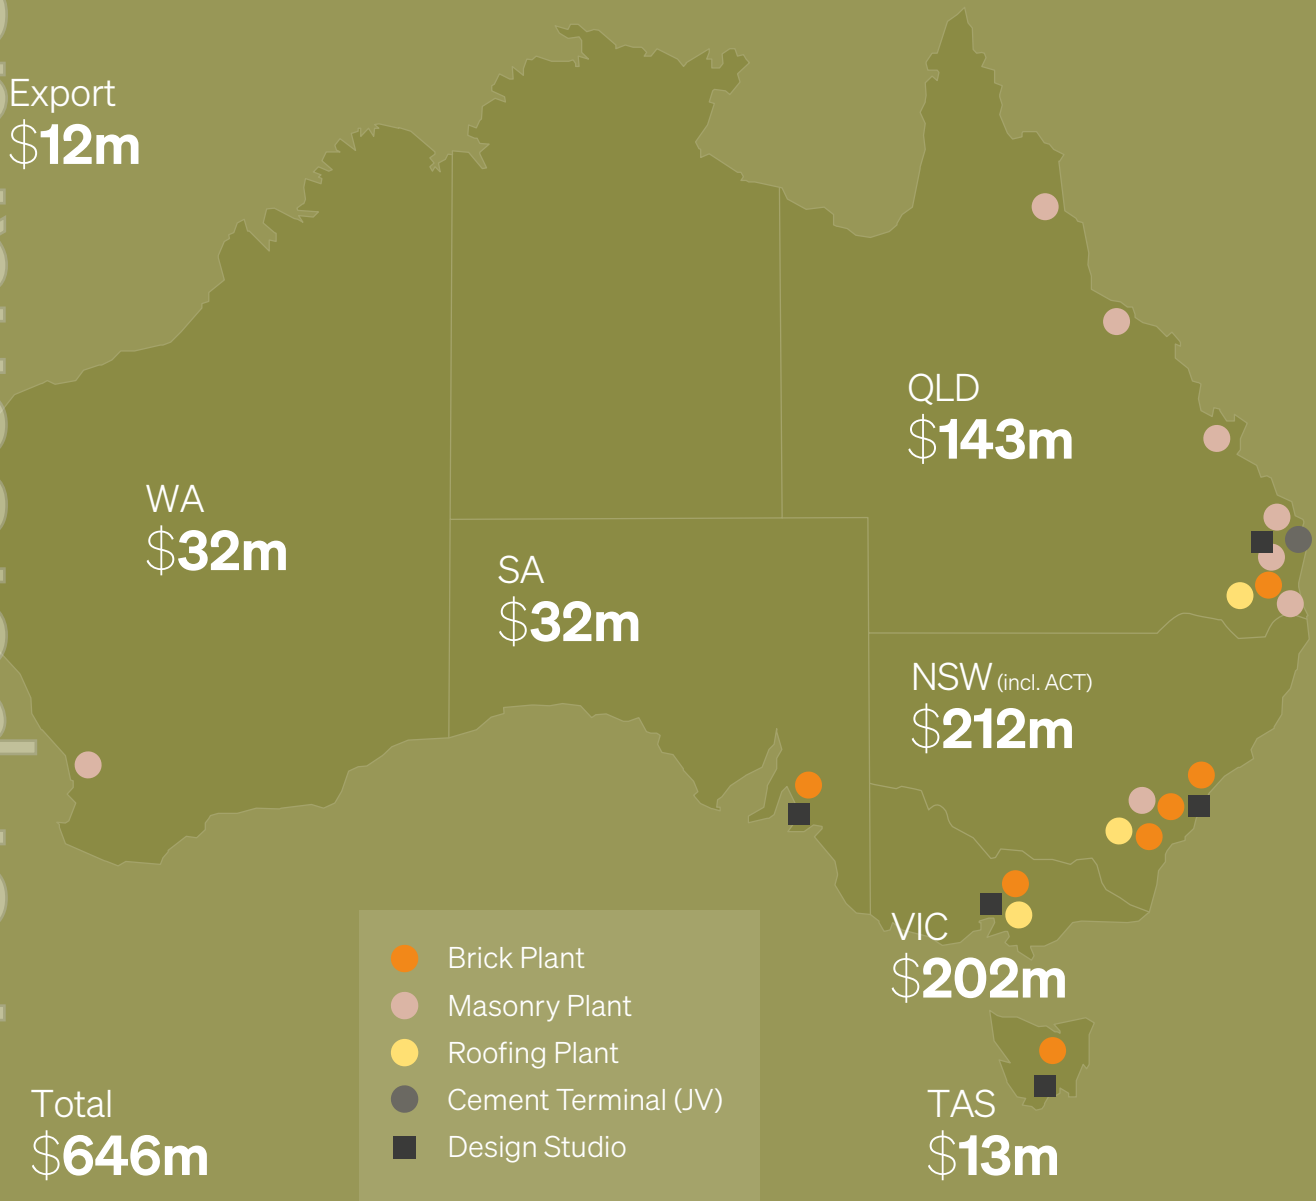 Export
$12m
QLD
$143m
WA
$32m
SA
$32m
NSW (incl. ACT)
$212m
VIC
$202m
Brick Plant
Masonry Plant
Roofing Plant
Cement Terminal (JV)
Design Studio
Total
$646m
TAS
$13m